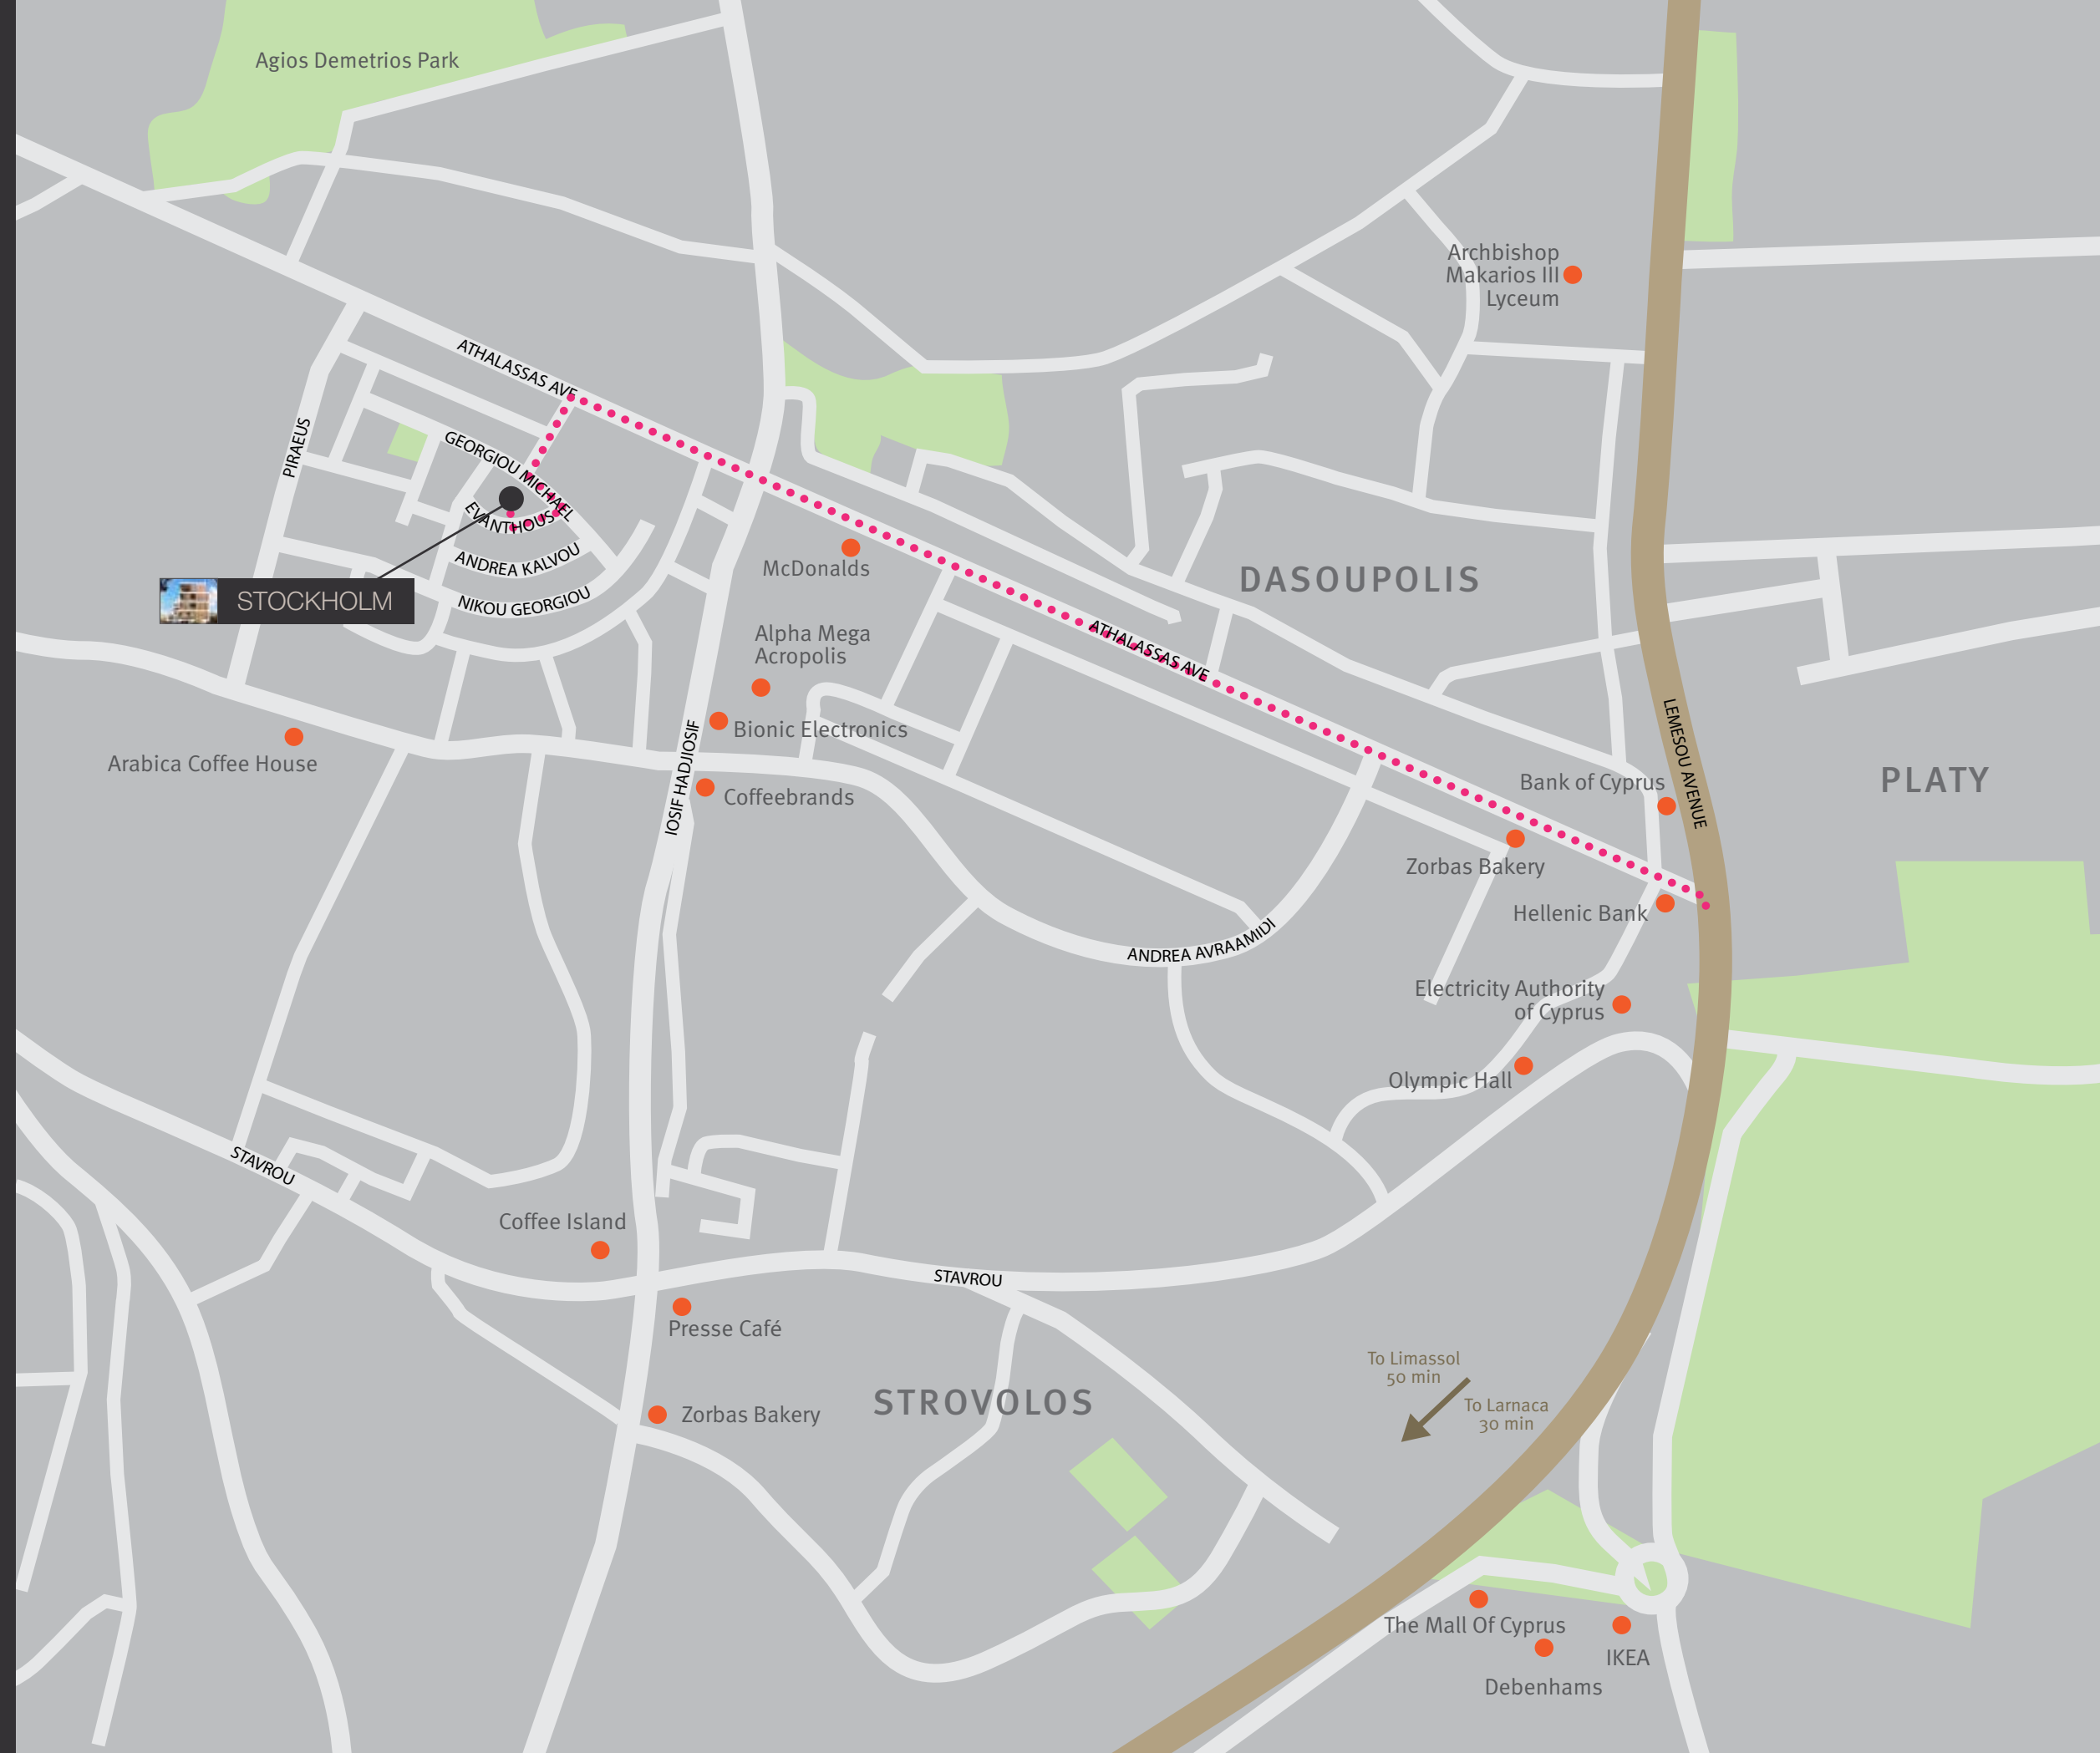 Agios Demetrios Park
Archbishop
Makarios III
Lyceum
ATHALASSAS AVE
PIRAEUS
GEORGIOU MICHAEL
EVANTHOUS
ANDREA KALVOU
NIKOU GEORGIOU
STOCKHOLM
McDonalds
DASOUPOLIS
Alpha Mega
Acropolis
ATHALASSAS AVE
Bionic Electronics
IOSIF HADJIOSIF
LEMESOU AVENUE
Arabica Coffee House
Coffeebrands
Bank of Cyprus
PLATY
Zorbas Bakery
Hellenic Bank
ANDREA AVRAAMIDI
Electricity Authority
of Cyprus
Olympic Hall
STAVROU
Coffee Island
STAVROU
Presse Café
To Limassol
50 min
To Larnaca
30 min
STROVOLOS
Zorbas Bakery
The Mall Of Cyprus
IKEA
Debenhams